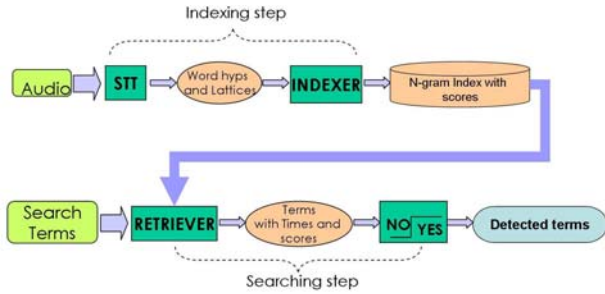 Indexing step
Audio
STT
Word hyps
and Lattices
INDEXER
N-gram Index with
scores
Search
Terms
RETRIEVER
Terms
with Times and
scores
NO YES
Detected terms
Searching step